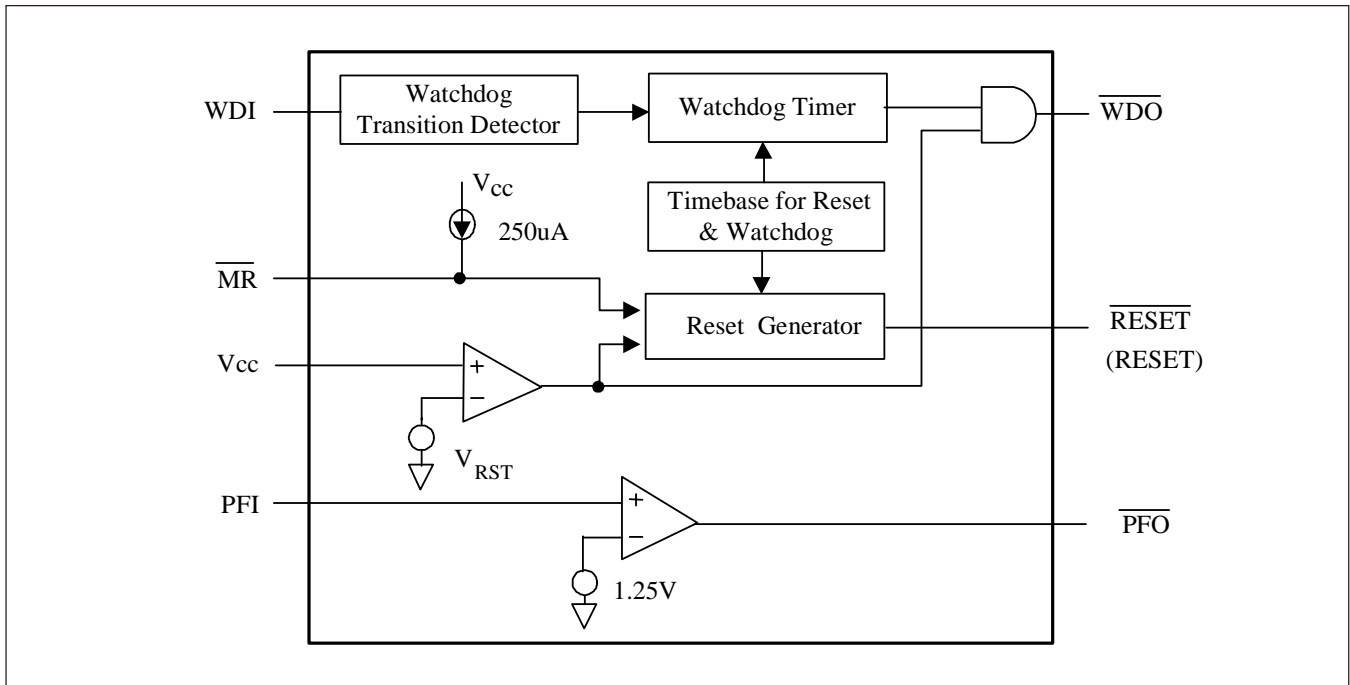 WDI
Watchdog
Transition Detector
Watchdog Timer
WDO
Vcc
250uA
Timebase for Reset
& Watchdog
MR
Reset Generator
RESET
(RESET)
Vcc
+
−
VRST
PFI
+
−
PFO
1.25V